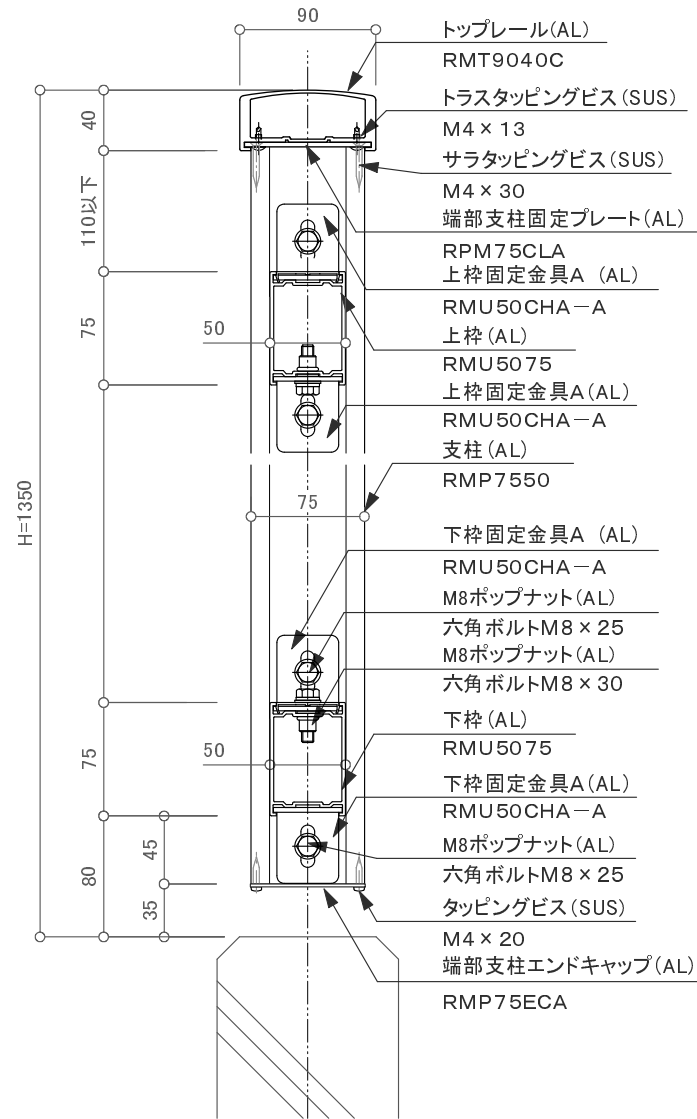 90
トップレール(AL)
RMT9040C
トラスタッピングビス(SUS)
M4×13
サラタッピングビス(SUS)
M4×30
端部支柱固定プレート(AL)
RPM75CLA
上枠固定金具A (AL)
RMU50CHA−A
上枠(AL)
RMU5075
上枠固定金具A(AL)
RMU50CHA−A
支柱(AL)
RMP7550
下枠固定金具A (AL)
RMU50CHA−A
M8ポップナット(AL)
六角ボルトM8×25
M8ポップナット(AL)
六角ボルトM8×30
下枠(AL)
RMU5075
下枠固定金具A(AL)
RMU50CHA−A
M8ポップナット(AL)
六角ボルトM8×25
タッピングビス(SUS)
M4×20
端部支柱エンドキャップ(AL)
RMP75ECA
40
110以下
75
50
H=1350
75
75
50
80
45
35